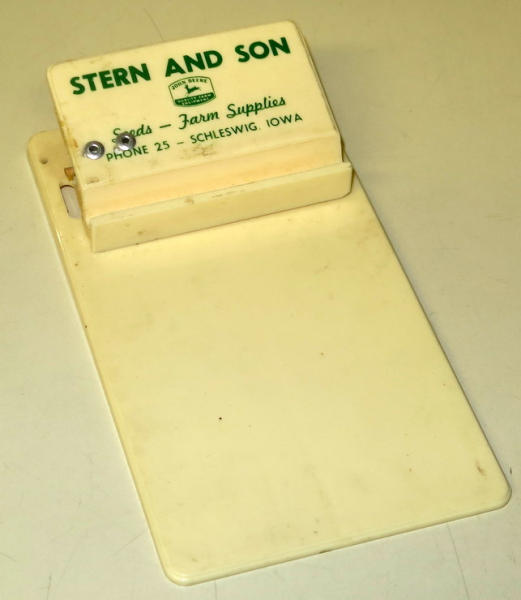 STERN AND SON
JOHN DEERE
Seeds — Farm Supplies
PHONE 25 — SCHLESWIG, IOWA